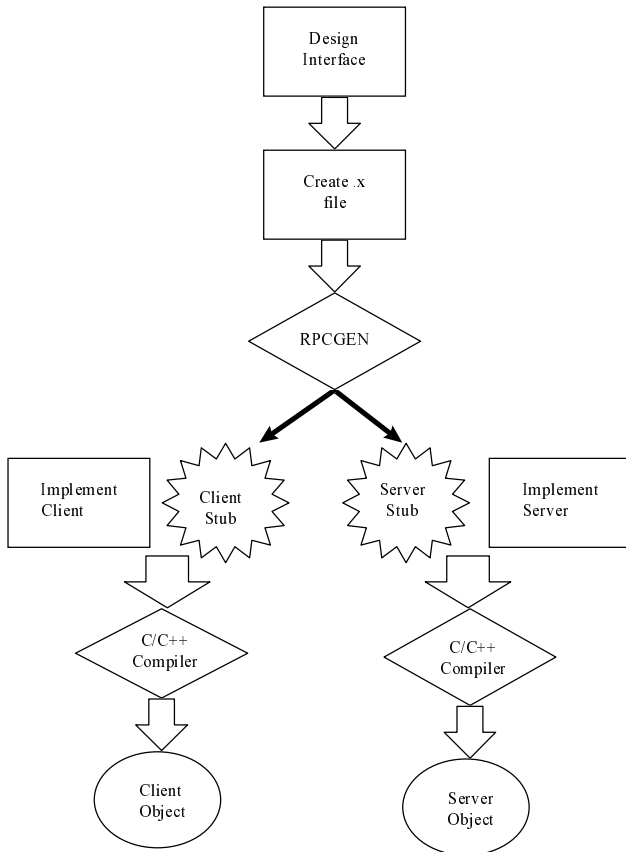 Design
Interface
Create .x
file
RPCGEN
Implement
Client
Client
Stub
Server
Stub
Implement
Server
C/C++
Compiler
C/C++
Compiler
Client
Object
Server
Object